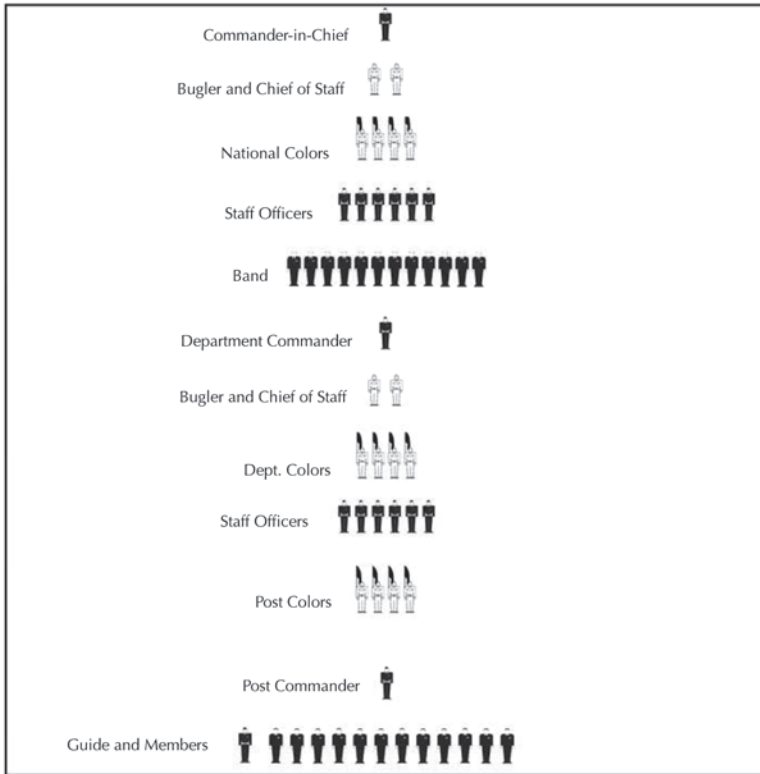 Commander-in-Chief
Bugler and Chief of Staff
National Colors
Staff Officers
Band
Department Commander
Bugler and Chief of Staff
Dept. Colors
Staff Officers
Post Colors
Post Commander
Guide and Members